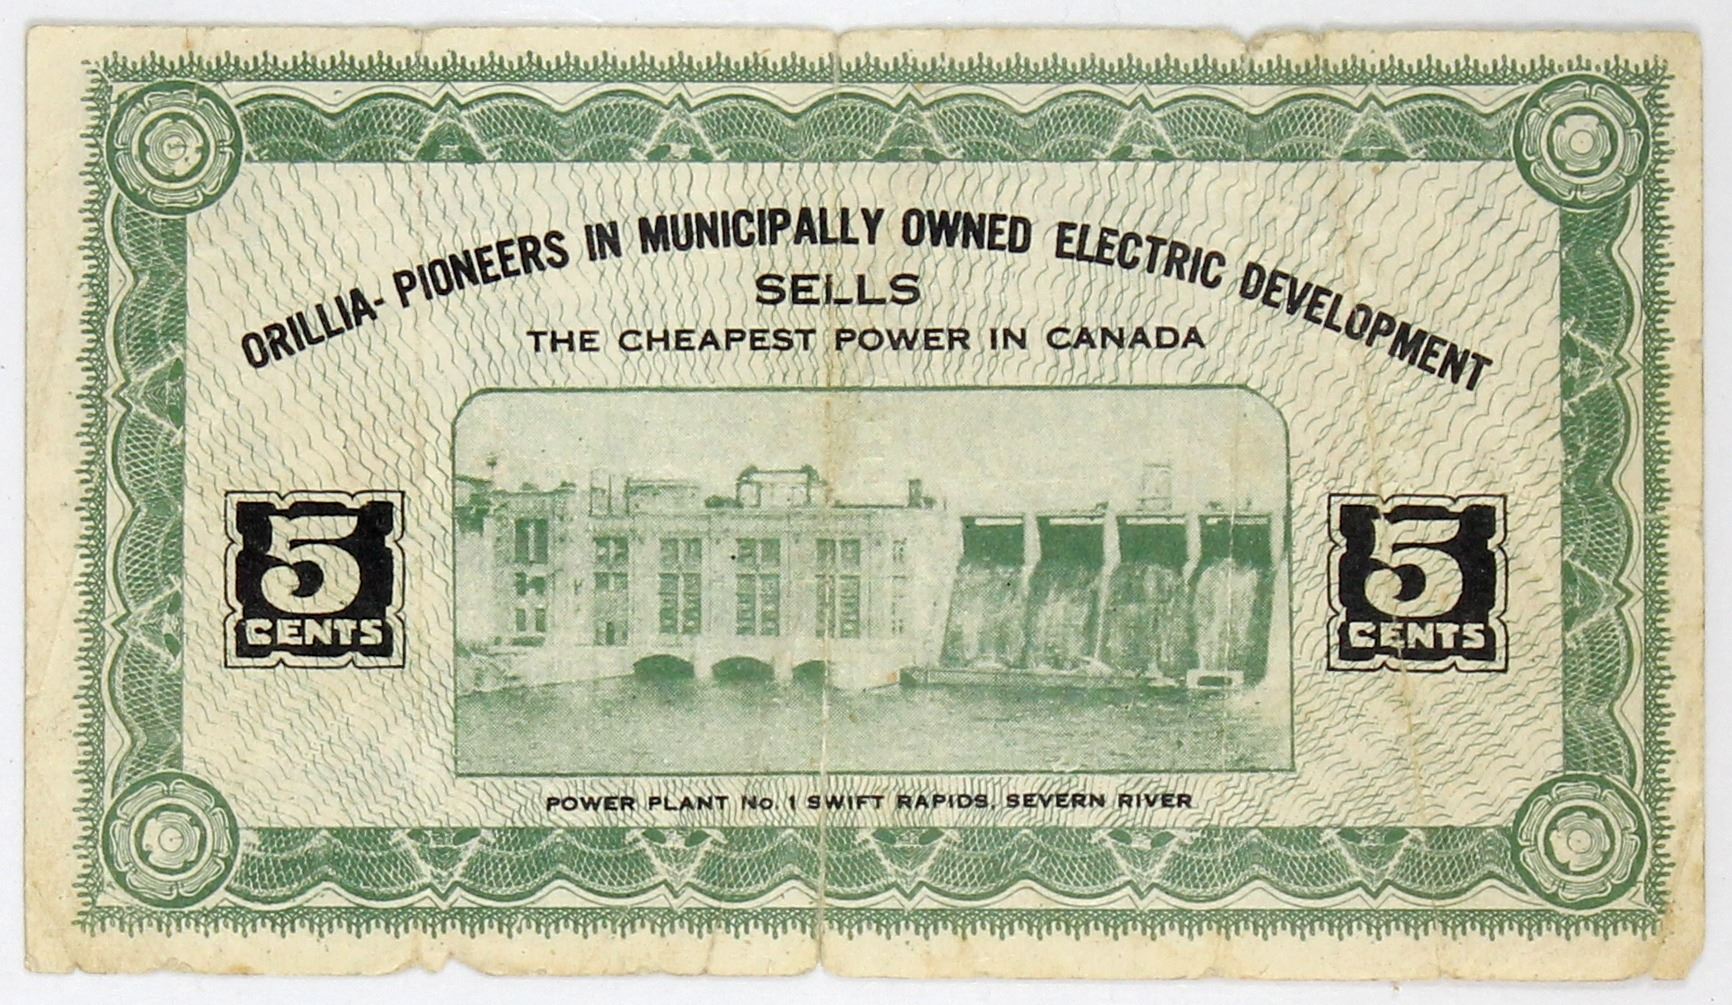 ORILLIA- PIONEERS IN MUNICIPALLY OWNED ELECTRIC DEVELOPMENT
SELLS
THE CHEAPEST POWER IN CANADA
5
CENTS
5
CENTS
POWER PLANT No. 1 SWIFT RAPIDS, SEVERN RIVER